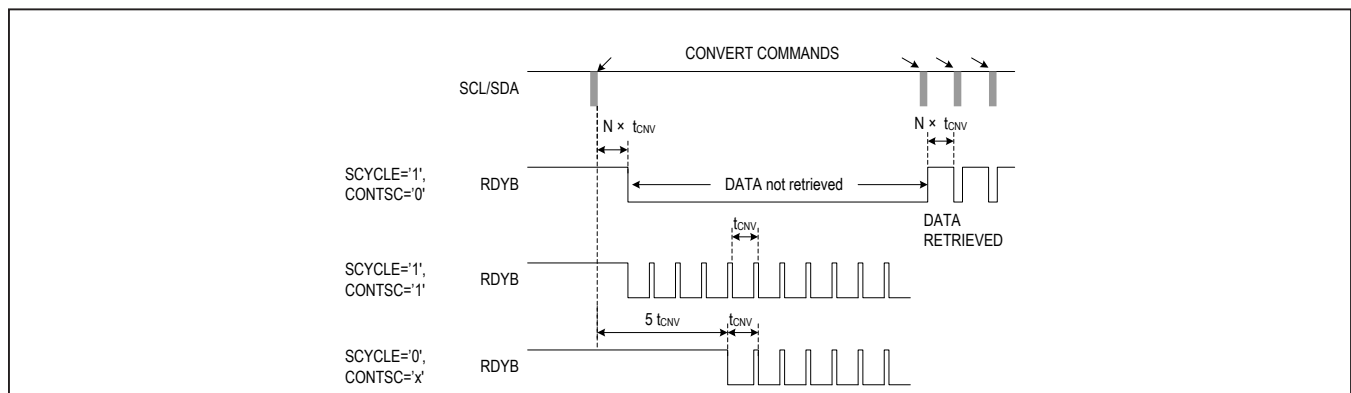 CONVERT COMMANDS
SCL/SDA
N × tCNV
N × tCNV
SCYCLE='1',
CONTSC='0'
RDYB
DATA not retrieved
DATA
RETRIEVED
tCNV
SCYCLE='1',
CONTSC='1'
RDYB
5 tCNV
tCNV
SCYCLE='0',
CONTSC='x'
RDYB